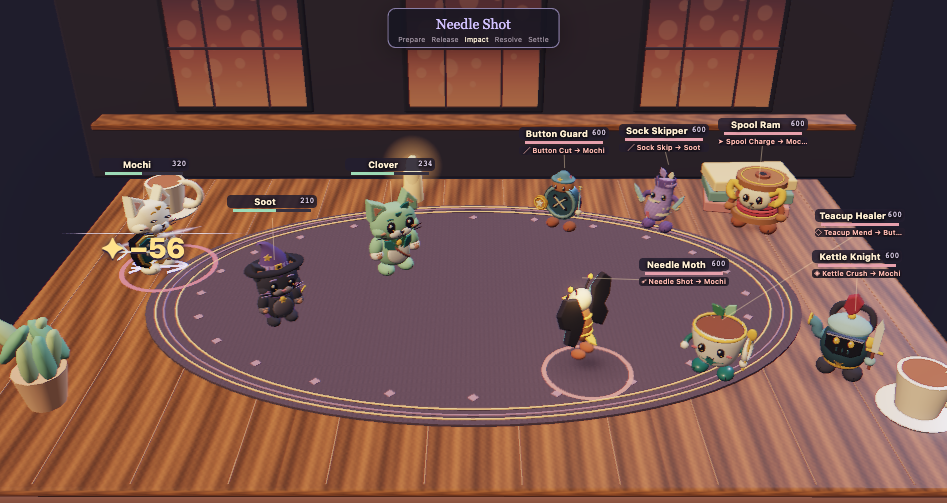 Needle Shot
Prepare Release Impact Resolve Settle
Mochi 320
Soot 210
Clover 234
Button Guard 600
Button Cut → Mochi
Sock Skipper 600
Sock Skip → Soot
Spool Ram 600
Spool Charge → Moc...
Teacup Healer 600
Teacup Mend → But...
Kettle Knight 600
Kettle Crush → Mochi
Needle Moth 600
Needle Shot → Mochi
-56